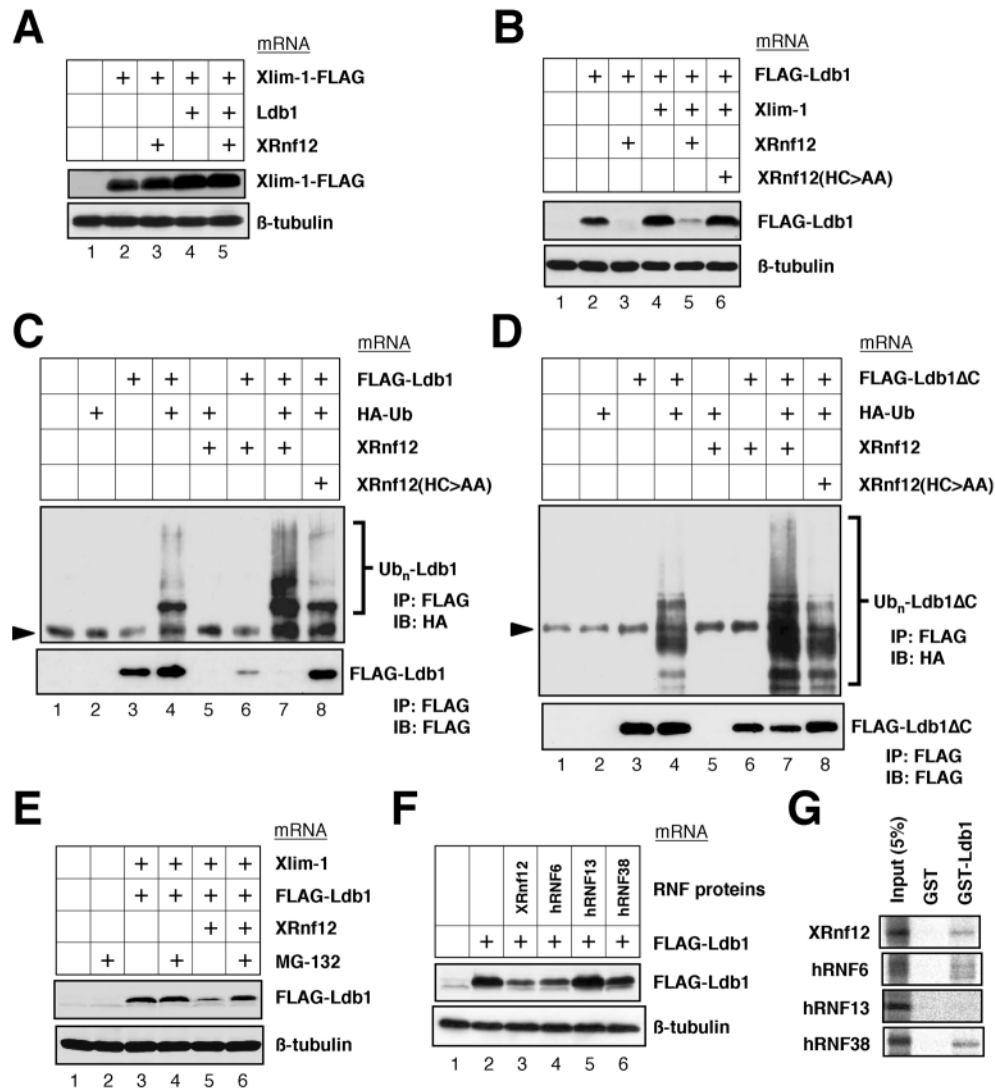 A
mRNA
+ + + + Xlim-1-FLAG
+ + Ldb1
+ + XRnf12
Xlim-1-FLAG
ß-tubulin
1 2 3 4 5
B
mRNA
+ + + + + FLAG-Ldb1
+ + + Xlim-1
+ + XRnf12
+ XRnf12(HC>AA)
FLAG-Ldb1
ß-tubulin
1 2 3 4 5 6
C
mRNA
+ + + + + FLAG-Ldb1
+ + + + + HA-Ub
+ + + XRnf12
+ XRnf12(HC>AA)
Ubn-Ldb1
IP: FLAG
IB: HA
FLAG-Ldb1
1 2 3 4 5 6 7 8
IP: FLAG
IB: FLAG
D
mRNA
+ + + + + FLAG-Ldb1ΔC
+ + + + + HA-Ub
+ + + XRnf12
+ XRnf12(HC>AA)
Ubn-Ldb1ΔC
IP: FLAG
IB: HA
FLAG-Ldb1ΔC
1 2 3 4 5 6 7 8
IP: FLAG
IB: FLAG
E
mRNA
+ + + + Xlim-1
+ + + + FLAG-Ldb1
+ + XRnf12
+ + + MG-132
FLAG-Ldb1
ß-tubulin
1 2 3 4 5 6
F
mRNA
XRnf12 hRNF6 hRNF13 hRNF38 RNF proteins
+ + + + + FLAG-Ldb1
FLAG-Ldb1
ß-tubulin
1 2 3 4 5 6
G
Input (5%) GST GST-Ldb1
XRnf12
hRNF6
hRNF13
hRNF38